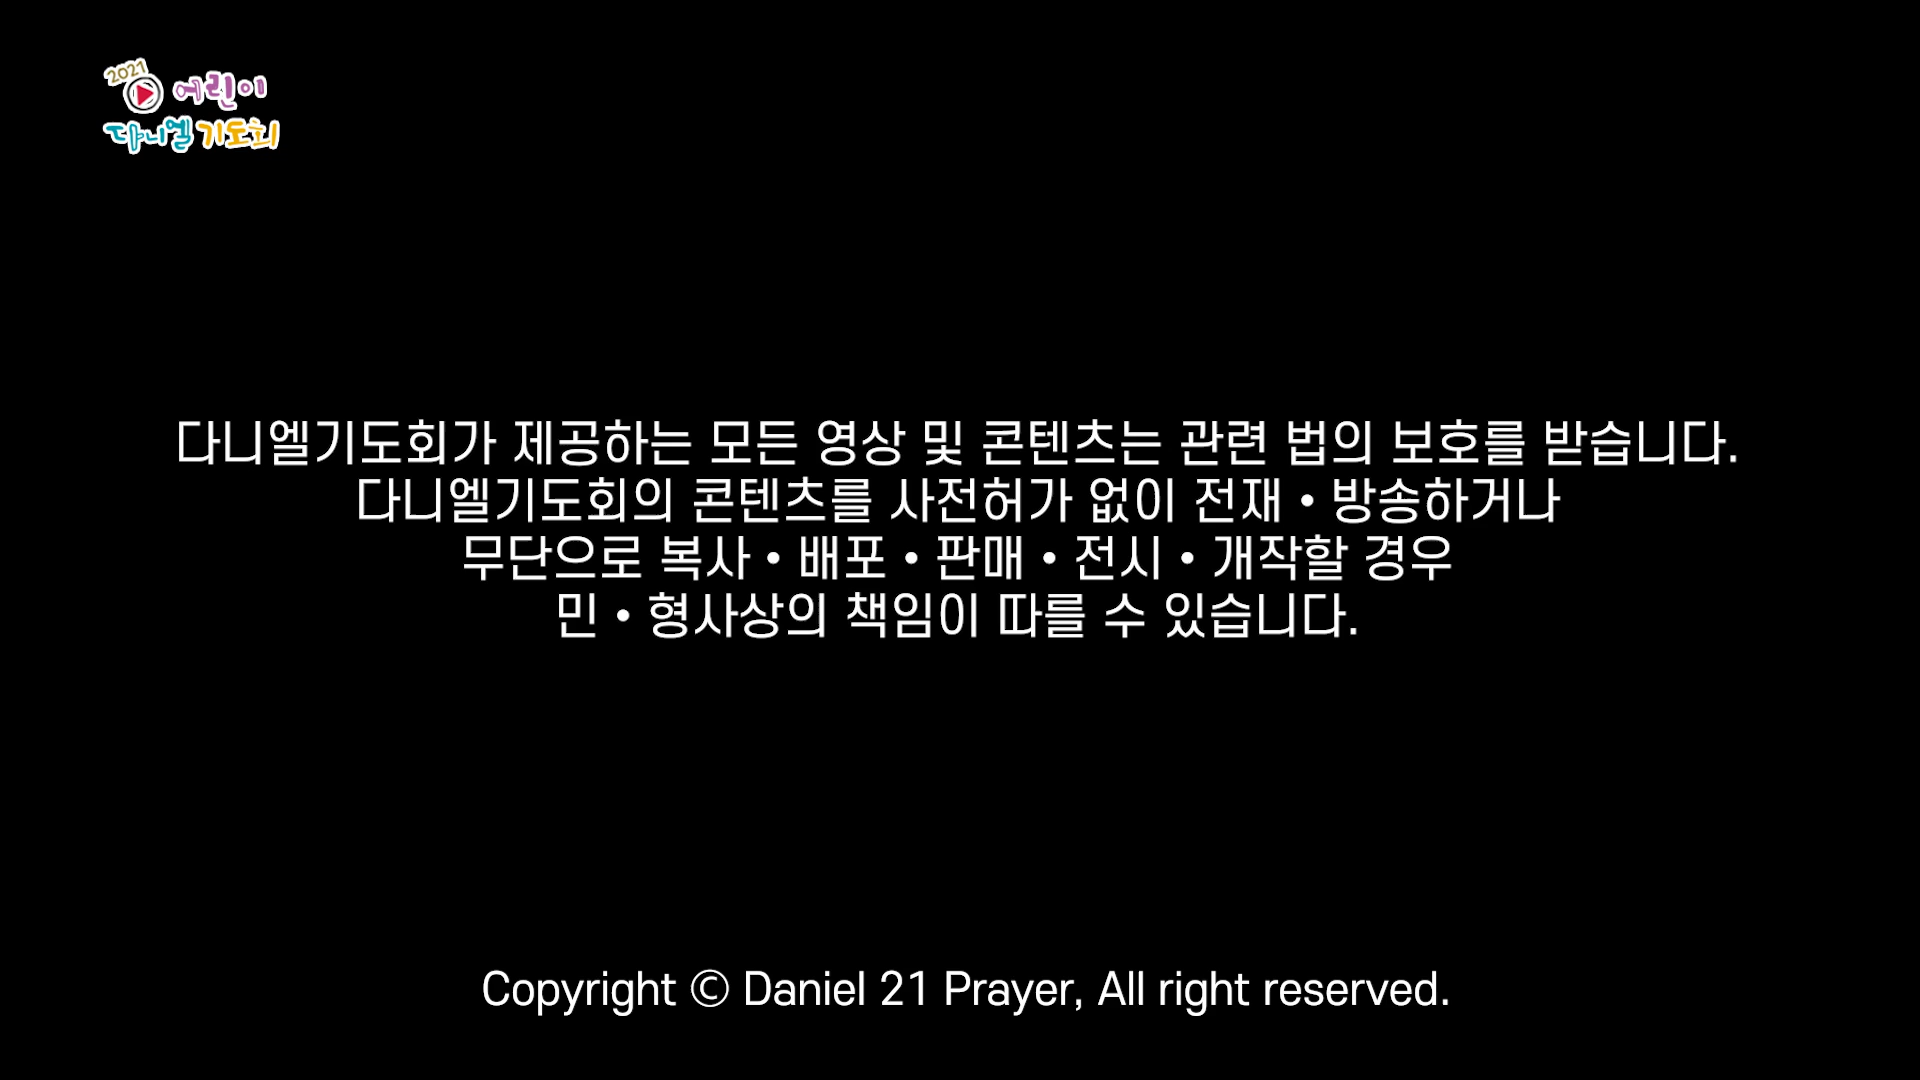 2021
어린이
다니엘 기도회
다니엘기도회가 제공하는 모든 영상 및 콘텐츠는 관련 법의 보호를 받습니다.
다니엘기도회의 콘텐츠를 사전허가 없이 전재 • 방송하거나
무단으로 복사 • 배포 • 판매 • 전시 • 개작할 경우
민 • 형사상의 책임이 따를 수 있습니다.
Copyright © Daniel 21 Prayer, All right reserved.